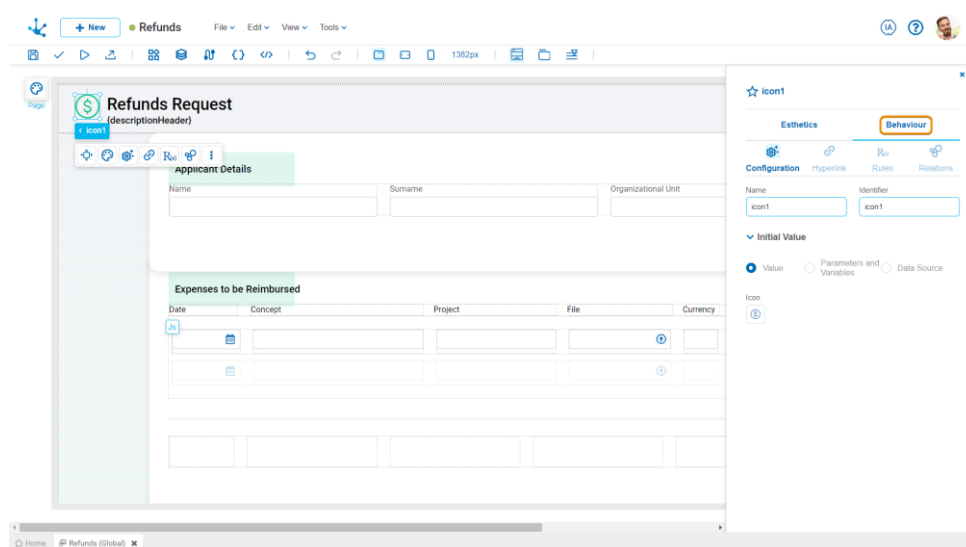 + New
Refunds
File
Edit
View
Tools
IA
?
1382px
Page
Refunds Request
{descriptionHeader}
icon1
Applicant Details
Name
Surname
Organizational Unit
Expenses to be Reimbursed
Date
Concept
Project
File
Currency
Js
icon1
Esthetics
Behaviour
Configuration
Hyperlink
Rules
Relations
Name
Identifier
icon1
icon1
Initial Value
Value
Parameters and
Variables
Data Source
Icon
Home
Refunds (Global)